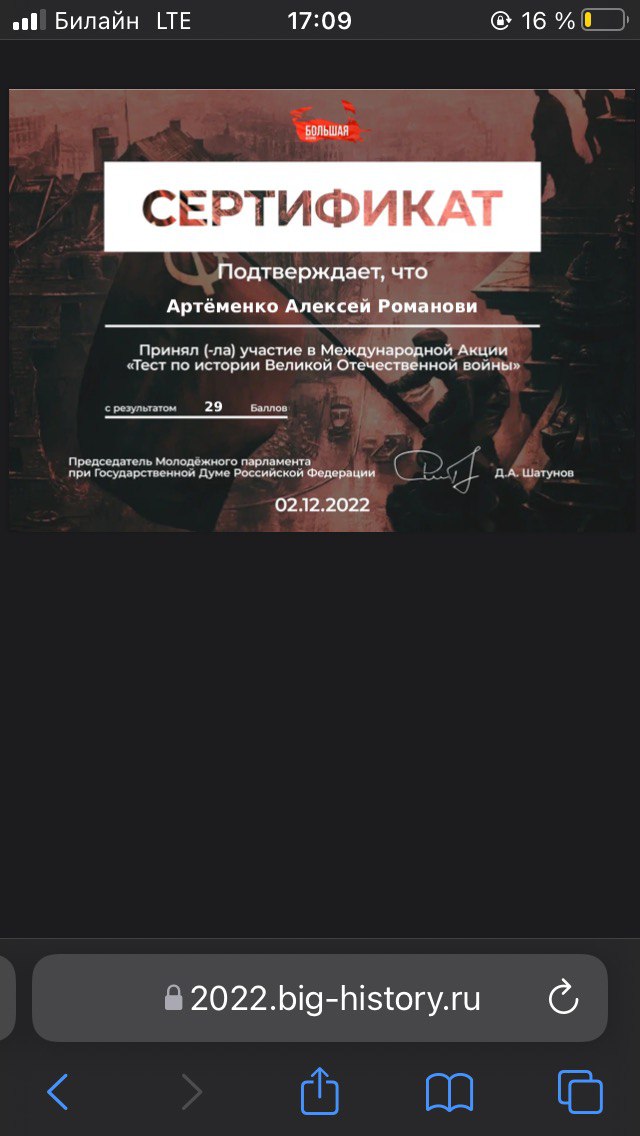 Билайн LTE 17:09 16 %
БОЛЬШАЯ
СЕРТИФИКАТ
Подтверждает, что
Артёменко Алексей Романови
Принял (-ла) участие в Международной Акции
«Тест по истории Великой Отечественной войны»
с результатом 29 Баллов
Председатель Молодёжного парламента
при Государственной Думе Российской Федерации
Д.А. Шатунов
02.12.2022
2022.big-history.ru